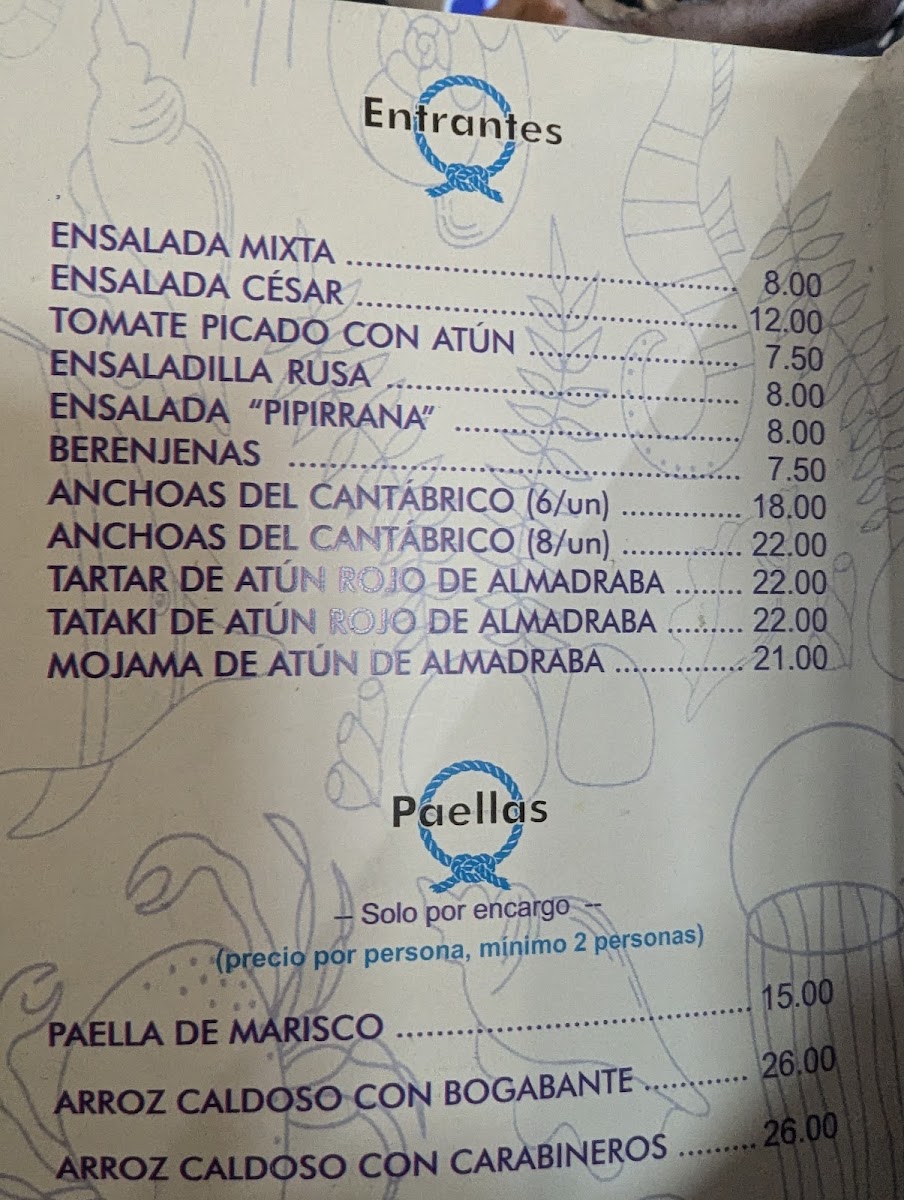 Entrantes
ENSALADA MIXTA ........ 8.00
ENSALADA CÉSAR ........ 12.00
TOMATE PICADO CON ATÚN ........ 7.50
ENSALADILLA RUSA ........ 8.00
ENSALADA "PIPIRRANA" ........ 8.00
BERENJENAS ........ 7.50
ANCHOAS DEL CANTÁBRICO (6/un) ........ 18.00
ANCHOAS DEL CANTÁBRICO (8/un) ........ 22.00
TARTAR DE ATÚN ROJO DE ALMADRABA ........ 22.00
TATAKI DE ATÚN ROJO DE ALMADRABA ........ 22.00
MOJAMA DE ATÚN DE ALMADRABA ........ 21.00
Paellas
-- Solo por encargo --
(precio por persona, mínimo 2 personas)
PAELLA DE MARISCO ........ 15.00
ARROZ CALDOSO CON BOGABANTE ........ 26.00
ARROZ CALDOSO CON CARABINEROS ........ 26.00